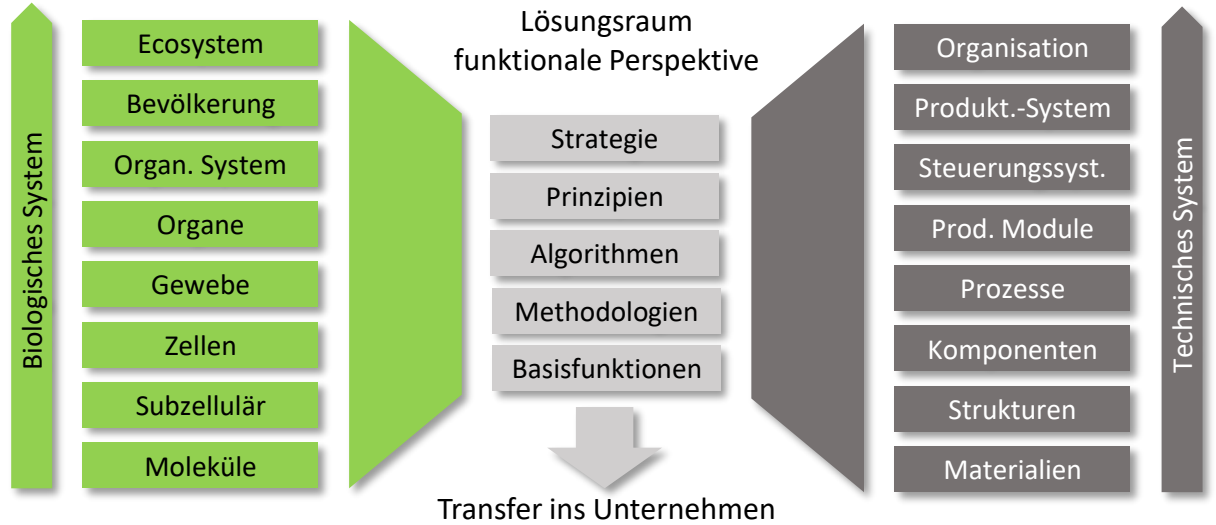 Biologisches System
Ecosystem
Bevölkerung
Organ. System
Organe
Gewebe
Zellen
Subzellulär
Moleküle
Lösungsraum
funktionale Perspektive
Strategie
Prinzipien
Algorithmen
Methodologien
Basisfunktionen
Transfer ins Unternehmen
Organisation
Produkt.-System
Steuerungssyst.
Prod. Module
Prozesse
Komponenten
Strukturen
Materialien
Technisches System